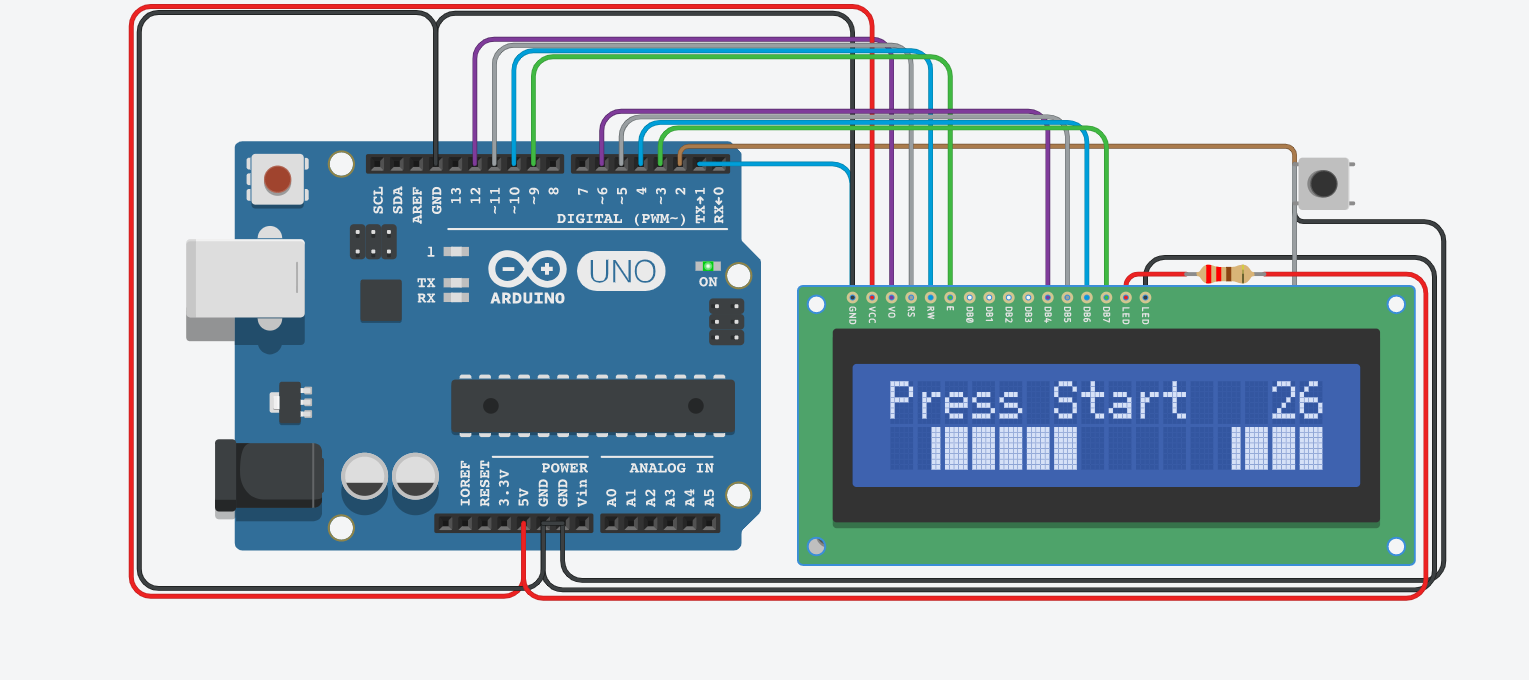 SCL
SDA
AREF
GND
13
12
~11
~10
~9
8
7
~6
~5
4
~3
2
TX→1
RX←0
DIGITAL (PWM~)
1
TX
RX
UNO
ARDUINO
ON
IOREF
RESET
3.3V
5V
GND
GND
Vin
POWER
ANALOG IN
A0
A1
A2
A3
A4
A5
GND
VCC
VO
RS
RW
E
DB0
DB1
DB2
DB3
DB4
DB5
DB6
DB7
LED
LED
Press Start 26